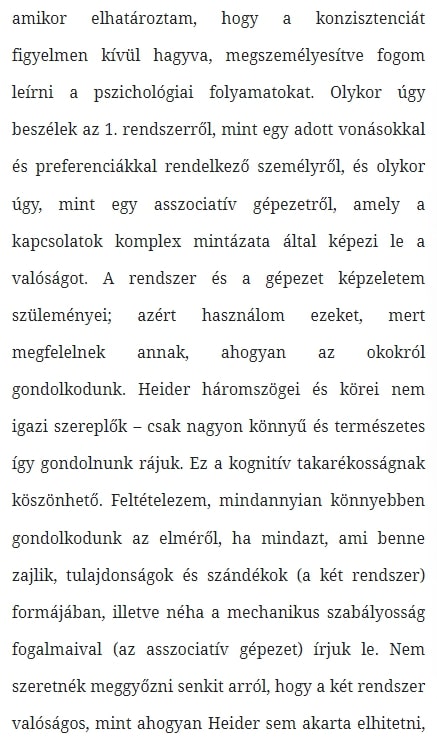 amikor elhatároztam, hogy a konzisztenciát
figyelmen kívül hagyva, megszemélyesítve fogom
leírni a pszichológiai folyamatokat. Olykor úgy
beszélek az 1. rendszerről, mint egy adott vonásokkal
és preferenciákkal rendelkező személyről, és olykor
úgy, mint egy asszociatív gépezetről, amely a
kapcsolatok komplex mintázata által képezi le a
valóságot. A rendszer és a gépezet képzeletem
szüleményei; azért használom ezeket, mert
megfelelnek annak, ahogyan az okokról
gondolkodunk. Heider háromszögei és körei nem
igazi szereplők – csak nagyon könnyű és természetes
így gondolnunk rájuk. Ez a kognitív takarékosságnak
köszönhető. Feltételezem, mindannyian könnyebben
gondolkodunk az elméről, ha mindazt, ami benne
zajlik, tulajdonságok és szándékok (a két rendszer)
formájában, illetve néha a mechanikus szabályosság
fogalmaival (az asszociatív gépezet) írjuk le. Nem
szeretnék meggyőzni senkit arról, hogy a két rendszer
valóságos, mint ahogyan Heider sem akarta elhitetni,